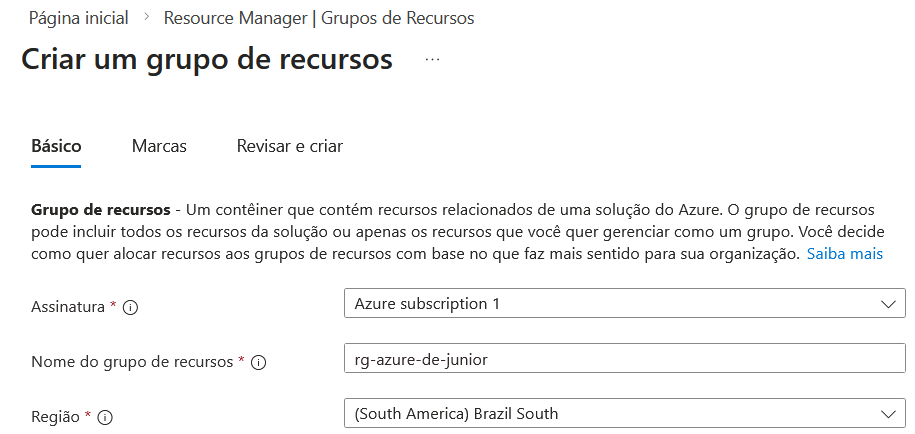 Página inicial > Resource Manager | Grupos de Recursos
Criar um grupo de recursos ...
Básico Marcas Revisar e criar
Grupo de recursos - Um contêiner que contém recursos relacionados de uma solução do Azure. O grupo de recursos
pode incluir todos os recursos da solução ou apenas os recursos que você quer gerenciar como um grupo. Você decide
como quer alocar recursos aos grupos de recursos com base no que faz mais sentido para sua organização. Saiba mais
Assinatura * Azure subscription 1
Nome do grupo de recursos * rg-azure-de-junior
Região * (South America) Brazil South